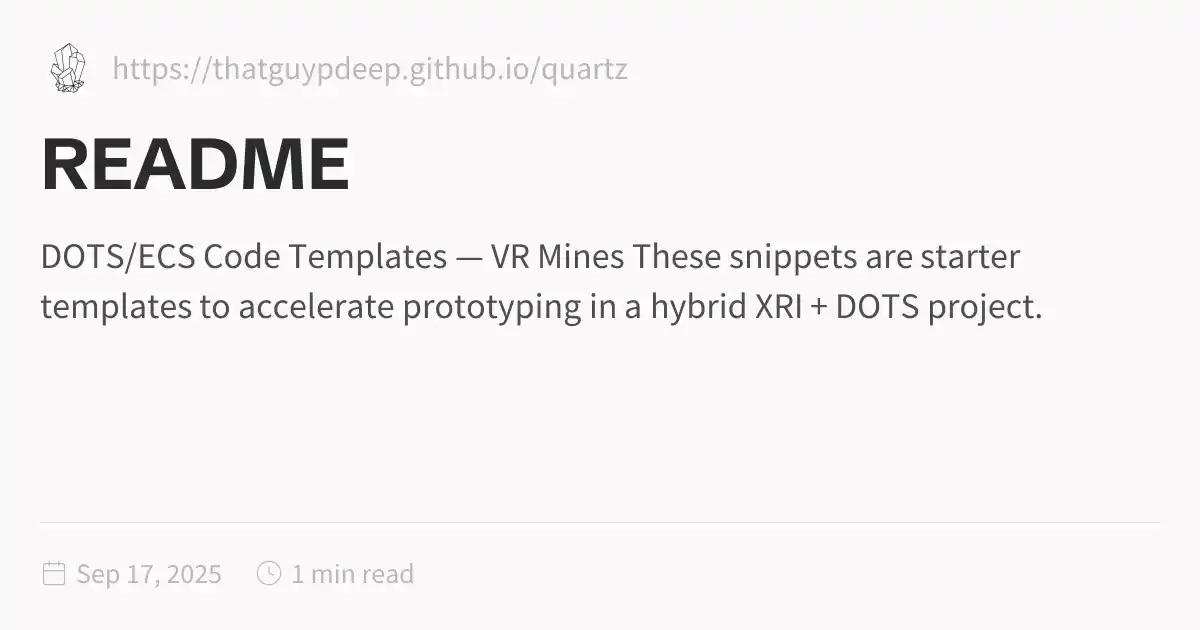 https://thatguypdeep.github.io/quartz
README
DOTS/ECS Code Templates — VR Mines These snippets are starter
templates to accelerate prototyping in a hybrid XRI + DOTS project.
Sep 17, 2025 1 min read